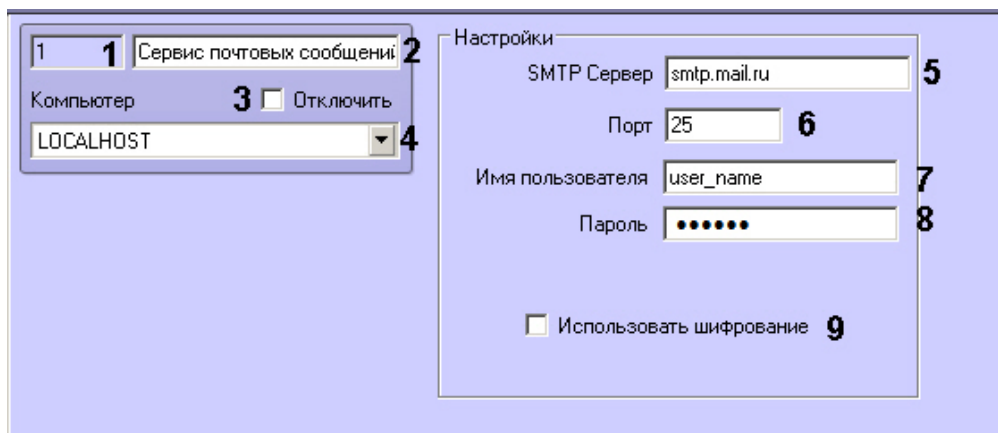 1 1 Сервис почтовых сообщений 2
Компьютер 3 Отключить
LOCALHOST 4
Настройки
SMTP Сервер smtp.mail.ru 5
Порт 25 6
Имя пользователя user_name 7
Пароль •••••• 8
Использовать шифрование 9